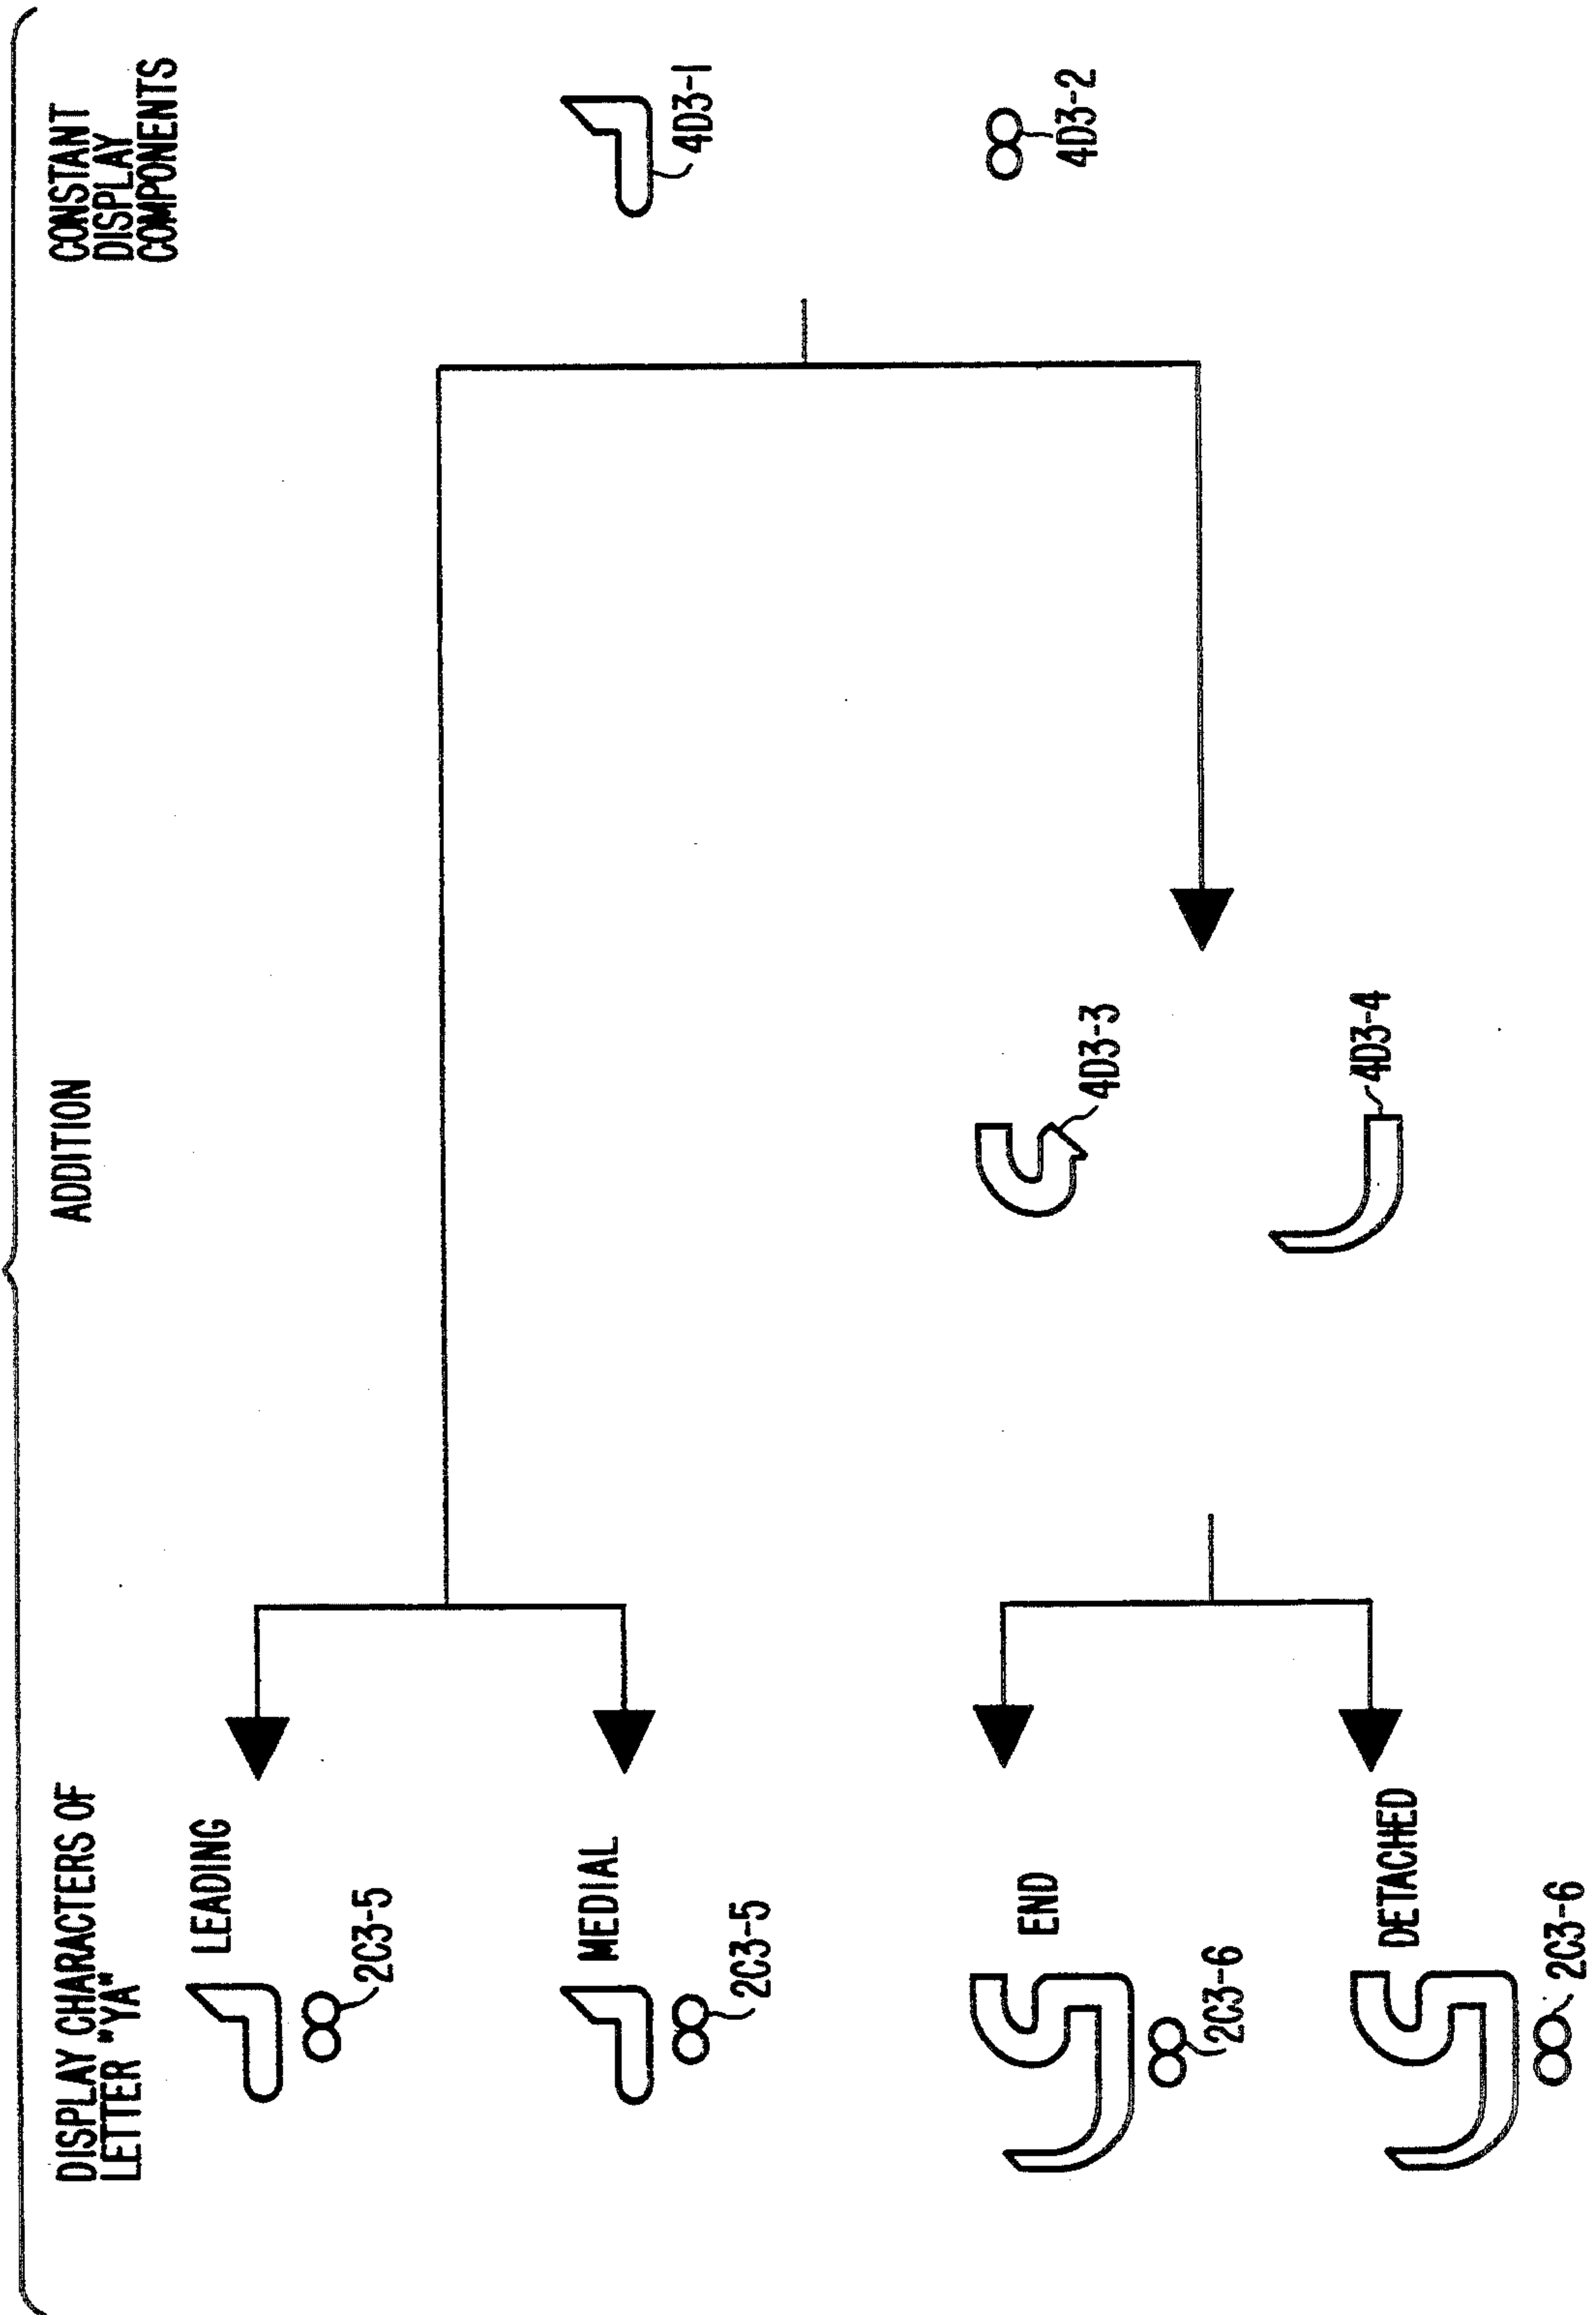 DISPLAY CHARACTERS OF
LETTER "YA"
ADDITION
CONSTANT
DISPLAY
COMPONENTS
LEADING
2C3-5
4D3-1
MEDIAL
2C3-5
4D3-2
END
2C3-6
4D3-3
DETACHED
2C3-6
4D3-4